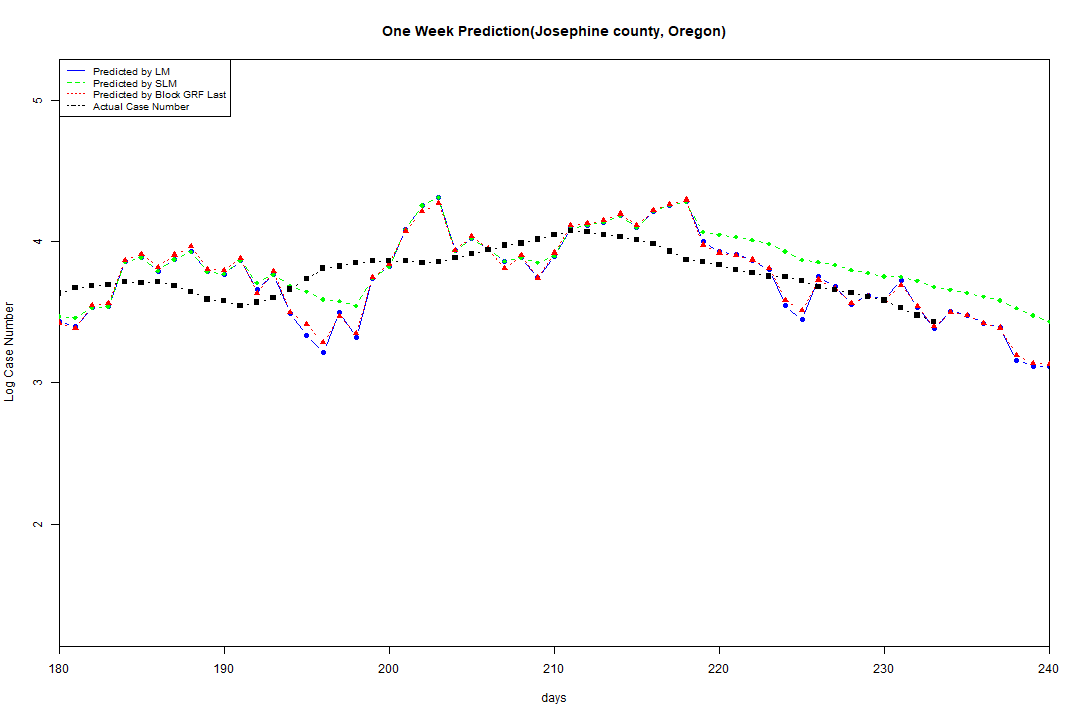 One Week Prediction(Josephine county, Oregon)
Predicted by LM
Predicted by SLM
Predicted by Block GRF Last
Actual Case Number
5
4
3
2
Log Case Number
180 190 200 210 220 230 240
days